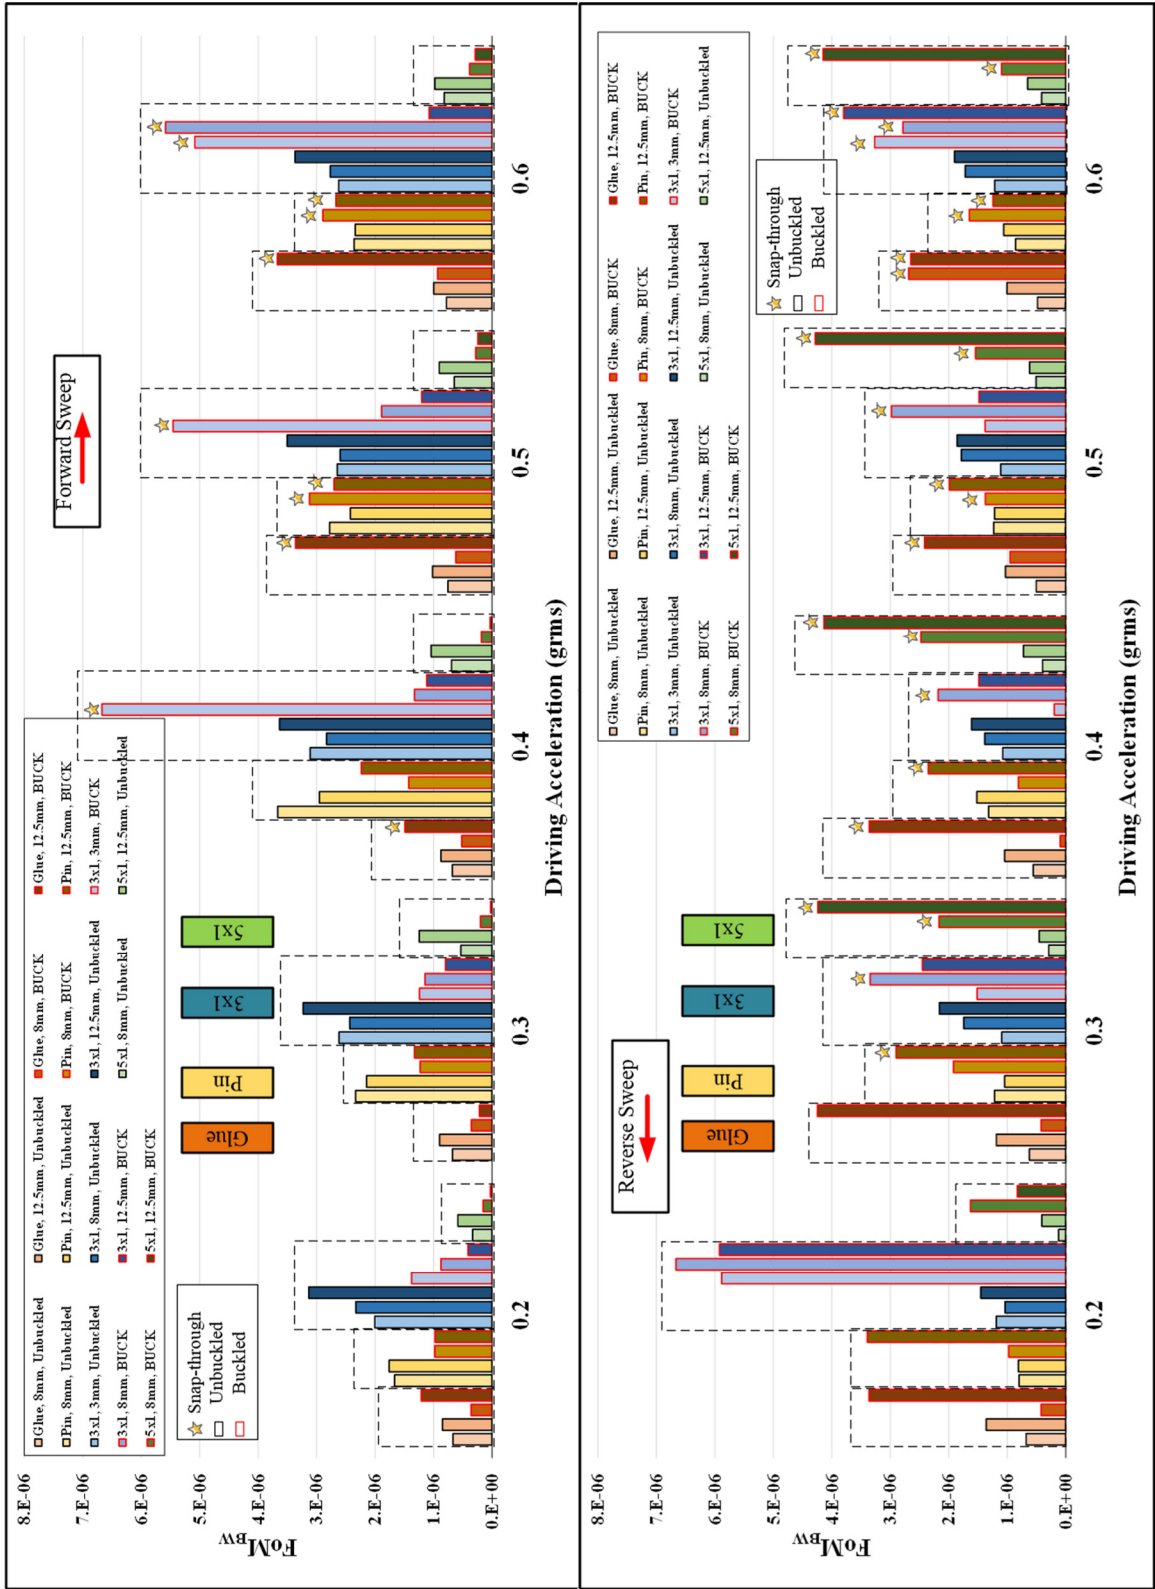 8.E-06
7.E-06
6.E-06
5.E-06
4.E-06
3.E-06
2.E-06
1.E-06
0.E+00
FoM_BW
Glue, 8mm, Unbuckled
Glue, 12.5mm, Unbuckled
Glue, 8mm, BUCK
Glue, 12.5mm, BUCK
Pin, 8mm, Unbuckled
Pin, 12.5mm, Unbuckled
Pin, 8mm, BUCK
Pin, 12.5mm, BUCK
3x1, 3mm, Unbuckled
3x1, 8mm, Unbuckled
3x1, 12.5mm, Unbuckled
3x1, 3mm, BUCK
3x1, 8mm, BUCK
3x1, 12.5mm, BUCK
5x1, 8mm, Unbuckled
5x1, 12.5mm, Unbuckled
5x1, 8mm, BUCK
5x1, 12.5mm, BUCK
Snap-through
Unbuckled
Buckled
Forward Sweep
Glue
Pin
3x1
5x1
0.2
0.3
0.4
0.5
0.6
Driving Acceleration (grms)
8.E-06
7.E-06
6.E-06
5.E-06
4.E-06
3.E-06
2.E-06
1.E-06
0.E+00
FoM_BW
Glue, 8mm, Unbuckled
Glue, 12.5mm, Unbuckled
Glue, 8mm, BUCK
Glue, 12.5mm, BUCK
Pin, 8mm, Unbuckled
Pin, 12.5mm, Unbuckled
Pin, 8mm, BUCK
Pin, 12.5mm, BUCK
3x1, 3mm, Unbuckled
3x1, 8mm, Unbuckled
3x1, 12.5mm, Unbuckled
3x1, 3mm, BUCK
3x1, 8mm, BUCK
3x1, 12.5mm, BUCK
5x1, 8mm, Unbuckled
5x1, 12.5mm, Unbuckled
5x1, 8mm, BUCK
5x1, 12.5mm, BUCK
Reverse Sweep
Glue
Pin
3x1
5x1
Snap-through
Unbuckled
Buckled
0.2
0.3
0.4
0.5
0.6
Driving Acceleration (grms)